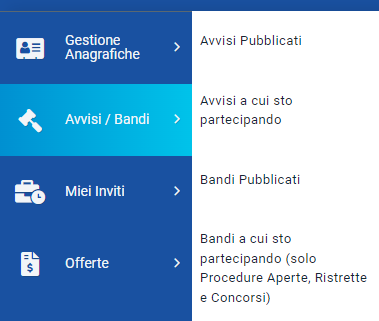 Gestione
Anagrafiche
Avvisi / Bandi
Miei Inviti
Offerte
Avvisi Pubblicati
Avvisi a cui sto
partecipando
Bandi Pubblicati
Bandi a cui sto
partecipando (solo
Procedure Aperte, Ristrette
e Concorsi)